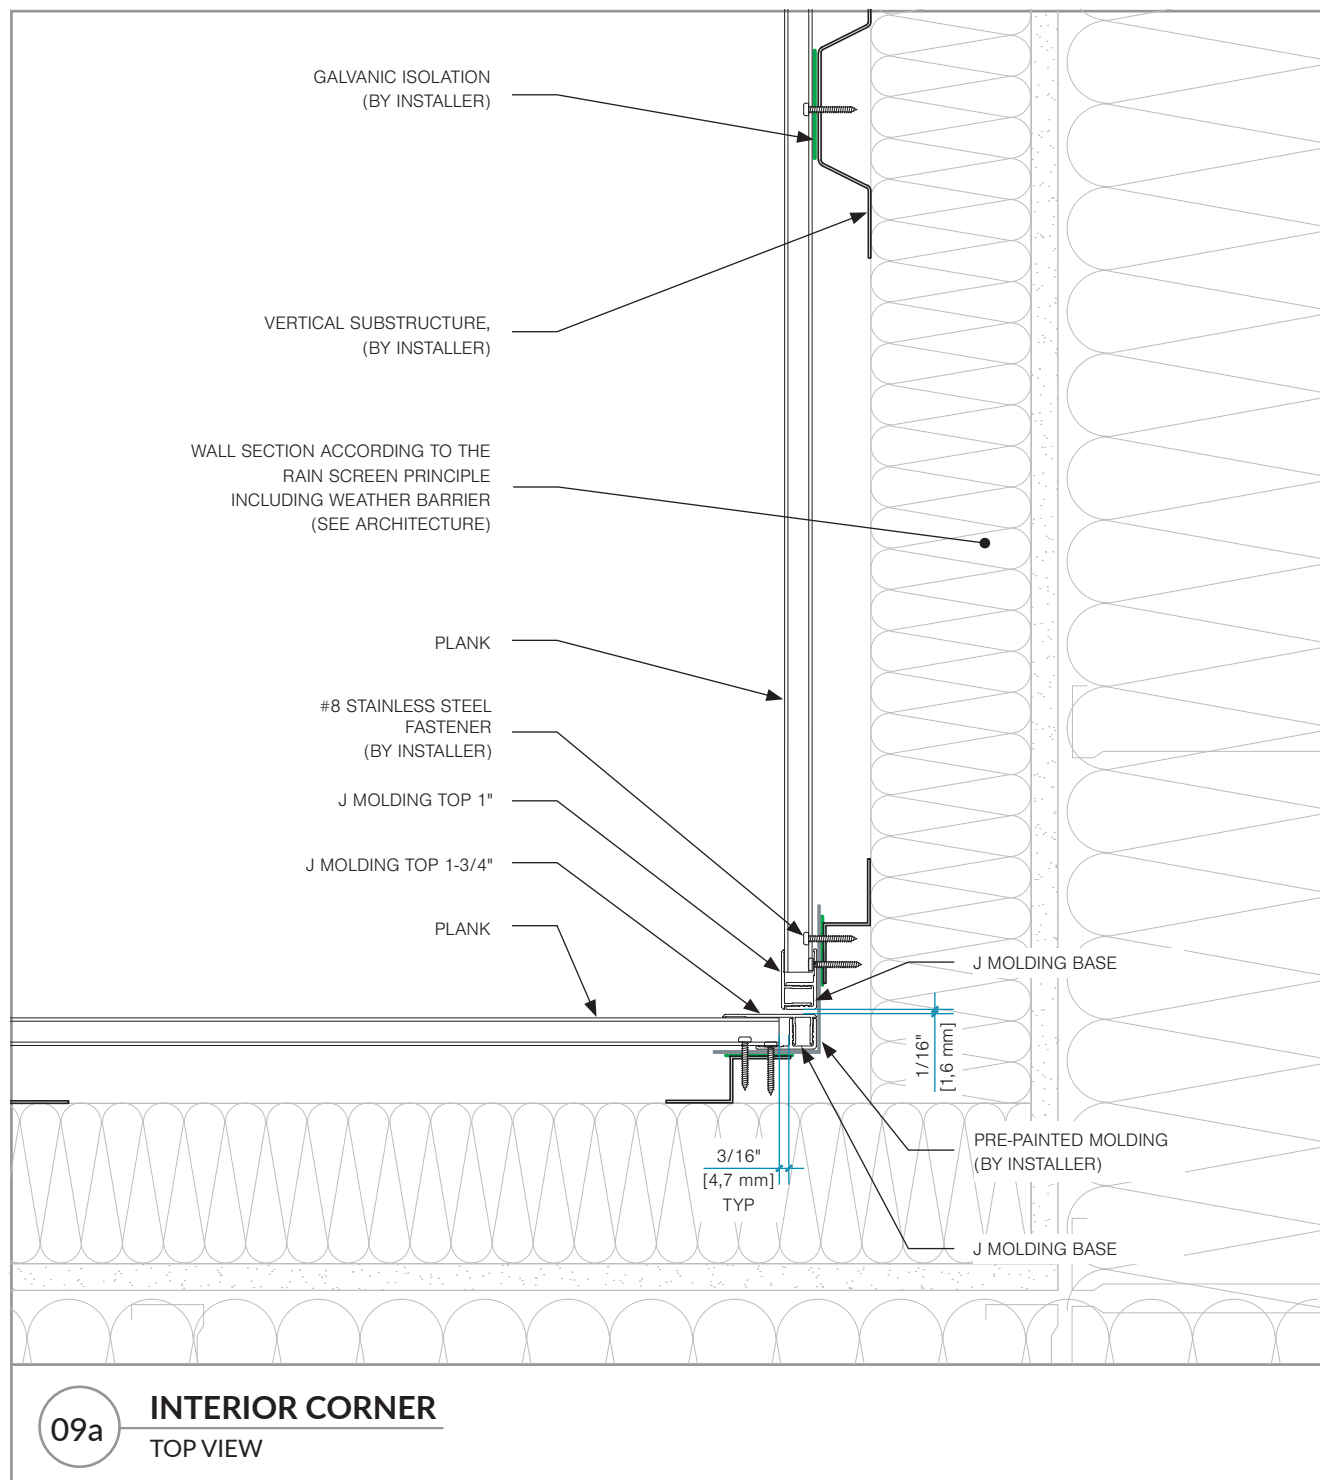 GALVANIC ISOLATION
(BY INSTALLER)
VERTICAL SUBSTRUCTURE,
(BY INSTALLER)
WALL SECTION ACCORDING TO THE
RAIN SCREEN PRINCIPLE
INCLUDING WEATHER BARRIER
(SEE ARCHITECTURE)
PLANK
#8 STAINLESS STEEL
FASTENER
(BY INSTALLER)
J MOLDING TOP 1"
J MOLDING TOP 1-3/4"
PLANK
J MOLDING BASE
1/16"
[1,6 mm]
PRE-PAINTED MOLDING
(BY INSTALLER)
3/16"
[4,7 mm]
TYP
J MOLDING BASE
09a
INTERIOR CORNER
TOP VIEW